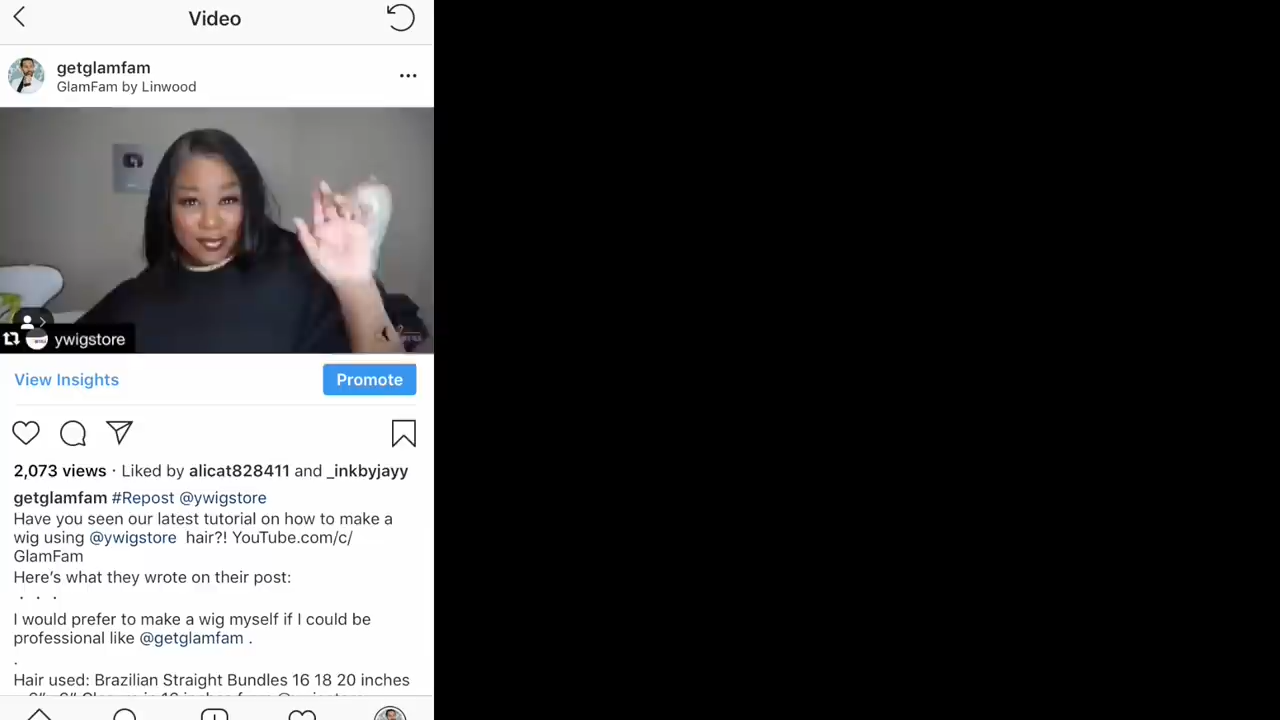 Video
getglamfam
GlamFam by Linwood
ywigstore
View Insights
Promote
2,073 views · Liked by alicat828411 and _inkbyjayy
getglamfam #Repost @ywigstore
Have you seen our latest tutorial on how to make a
wig using @ywigstore hair?! YouTube.com/c/
GlamFam
Here’s what they wrote on their post:
· · ·
I would prefer to make a wig myself if I could be
professional like @getglamfam .
.
Hair used: Brazilian Straight Bundles 16 18 20 inches